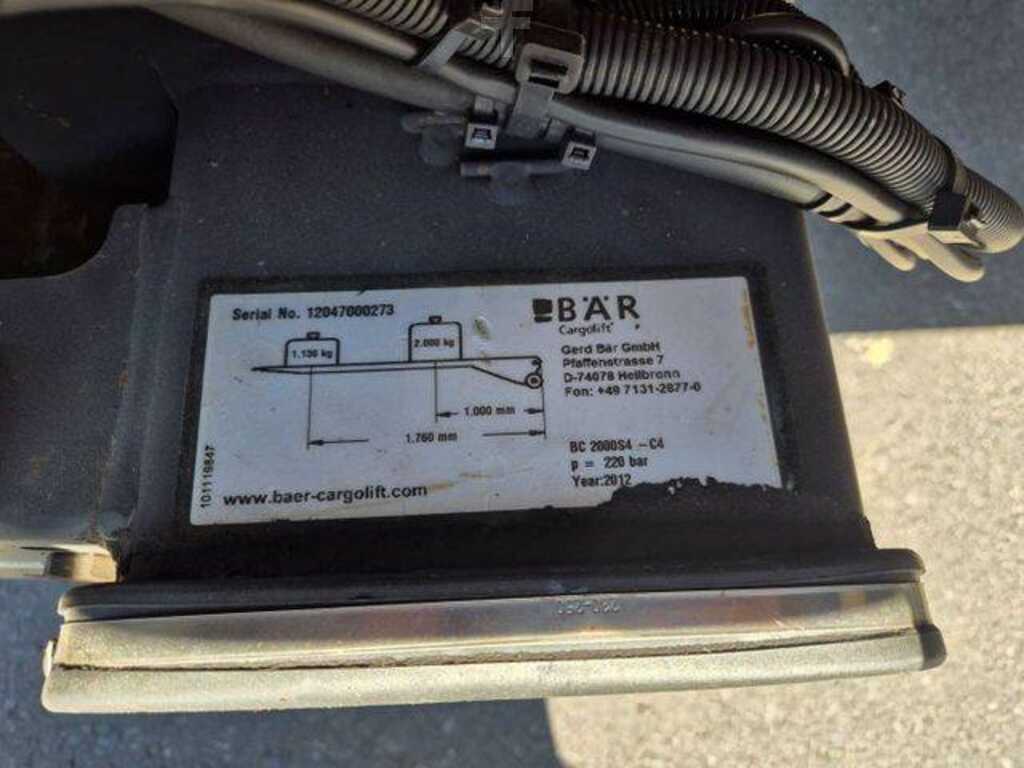 Serial No. 12047000273
BÄR
Cargolift
Gerd Bär GmbH
Pfaffenstrasse 7
D-74078 Heilbronn
Fon: +49 7131-2877-0
1.136 kg
2.000 kg
1.000 mm
1.760 mm
BC 2000S4 - C4
p = 220 bar
Year: 2012
101119847
www.baer-cargolift.com